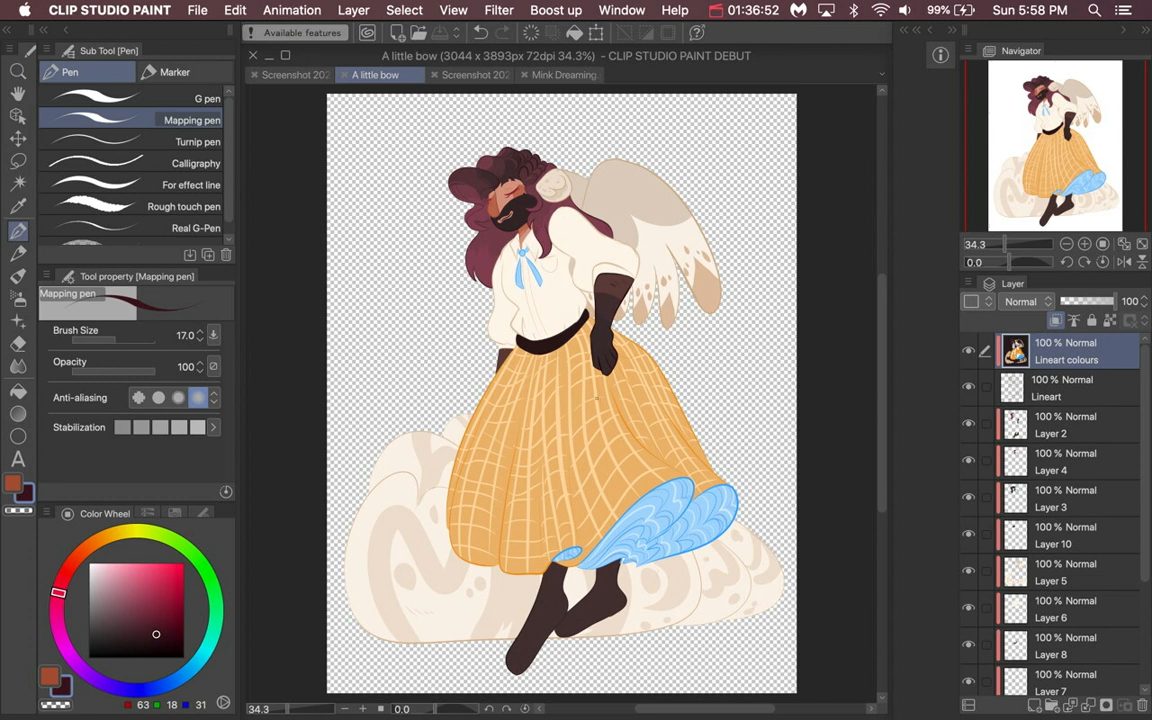 CLIP STUDIO PAINT File Edit Animation Layer Select View Filter Boost up Window Help 01:36:52 99% Sun 5:58 PM
Available features
A little bow (3044 x 3893px 72dpi 34.3%) - CLIP STUDIO PAINT DEBUT
Screenshot 202 A little bow Screenshot 202 Mink Dreaming
Sub Tool [Pen]
Pen Marker
G pen
Mapping pen
Turnip pen
Calligraphy
For effect line
Rough touch pen
Real G-Pen
Tool property [Mapping pen]
Mapping pen
Brush Size 17.0
Opacity 100
Anti-aliasing
Stabilization
A
Color Wheel
63 18 31
34.3 0.0
Navigator
34.3
0.0
Layer
Normal 100
100 % Normal
Lineart colours
100 % Normal
Lineart
100 % Normal
Layer 2
100 % Normal
Layer 4
100 % Normal
Layer 3
100 % Normal
Layer 10
100 % Normal
Layer 5
100 % Normal
Layer 6
100 % Normal
Layer 8
100 % Normal
Layer 7